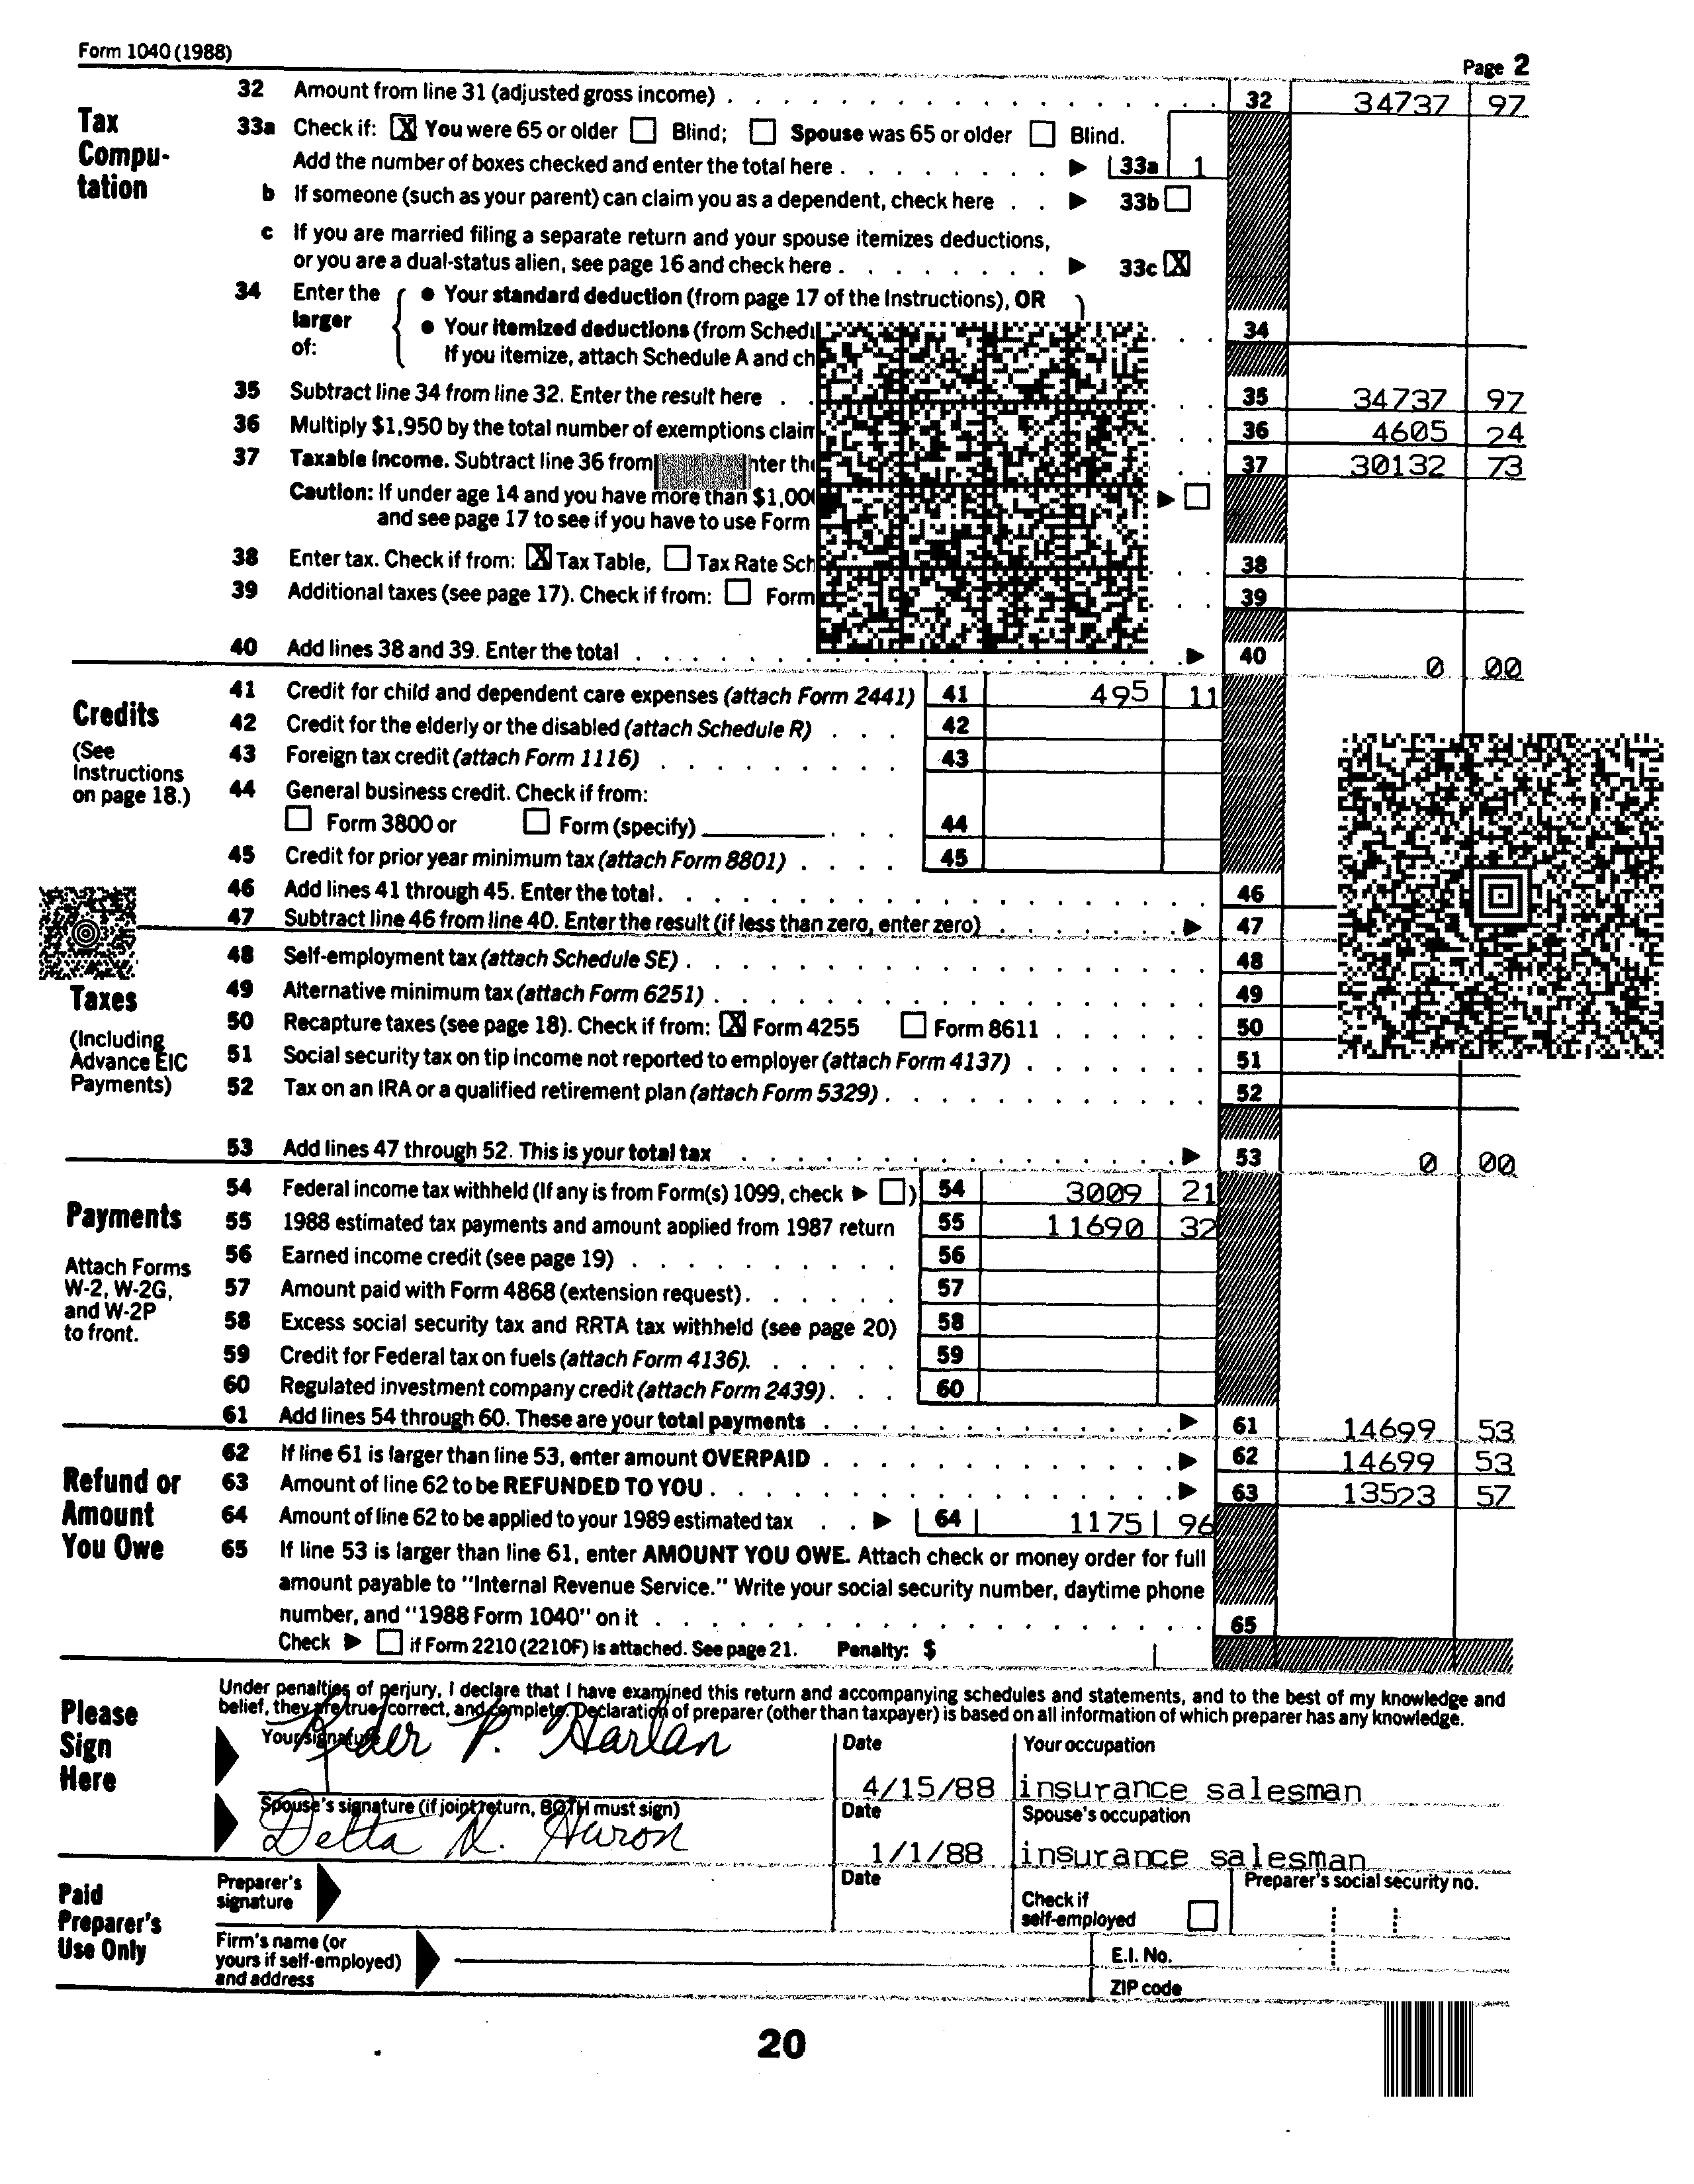 Form 1040 (1988)
Page 2
Tax Compu-tation
32 Amount from line 31 (adjusted gross income) 32 34737 97
33a Check if: X You were 65 or older Blind; Spouse was 65 or older Blind.
Add the number of boxes checked and enter the total here 33a 1
b If someone (such as your parent) can claim you as a dependent, check here 33b
c If you are married filing a separate return and your spouse itemizes deductions,
or you are a dual-status alien, see page 16 and check here 33c X
34 Enter the larger of:
• Your standard deduction (from page 17 of the Instructions), OR
• Your itemized deductions (from 34
If you itemize, attach Schedule A and
35 Subtract line 34 from line 32. Enter the result here 35 34737 97
36 Multiply $1,950 by the total number of exemptions 36 4605 24
37 Taxable income. Subtract line 36 from 37 30132 73
Caution: If under age 14 and you have more than
and see page 17 to see if you have to use Form
38 Enter tax. Check if from: X Tax Table, Tax Rate 38
39 Additional taxes (see page 17). Check if from: Form 39
40 Add lines 38 and 39. Enter the total 40 0 00
Credits
(See Instructions on page 18.)
41 Credit for child and dependent care expenses (attach Form 2441) 41 495 11
42 Credit for the elderly or the disabled (attach Schedule R) 42
43 Foreign tax credit (attach Form 1116) 43
44 General business credit. Check if from:
Form 3800 or Form (specify) 44
45 Credit for prior year minimum tax (attach Form 8801) 45
46 Add lines 41 through 45. Enter the total 46
47 Subtract line 46 from line 40. Enter the result (if less than zero, enter zero) 47
Taxes
(Including Advance EIC Payments)
48 Self-employment tax (attach Schedule SE) 48
49 Alternative minimum tax (attach Form 6251) 49
50 Recapture taxes (see page 18). Check if from: X Form 4255 Form 8611 50
51 Social security tax on tip income not reported to employer (attach Form 4137) 51
52 Tax on an IRA or a qualified retirement plan (attach Form 5329) 52
53 Add lines 47 through 52. This is your total tax 53 0 00
Payments
Attach Forms W-2, W-2G, and W-2P to front.
54 Federal income tax withheld (If any is from Form(s) 1099, check ) 54 3009 21
55 1988 estimated tax payments and amount applied from 1987 return 55 11690 32
56 Earned income credit (see page 19) 56
57 Amount paid with Form 4868 (extension request) 57
58 Excess social security tax and RRTA tax withheld (see page 20) 58
59 Credit for Federal tax on fuels (attach Form 4136). 59
60 Regulated investment company credit (attach Form 2439) 60
61 Add lines 54 through 60. These are your total payments 61 14699 53
Refund or Amount You Owe
62 If line 61 is larger than line 53, enter amount OVERPAID 62 14699 53
63 Amount of line 62 to be REFUNDED TO YOU 63 13523 57
64 Amount of line 62 to be applied to your 1989 estimated tax 64 1175 96
65 If line 53 is larger than line 61, enter AMOUNT YOU OWE. Attach check or money order for full
amount payable to "Internal Revenue Service." Write your social security number, daytime phone
number, and "1988 Form 1040" on it 65
Check if Form 2210 (2210F) is attached. See page 21. Penalty: $
Please Sign Here
Under penalties of perjury, I declare that I have examined this return and accompanying schedules and statements, and to the best of my knowledge and
belief, they are true, correct, and complete. Declaration of preparer (other than taxpayer) is based on all information of which preparer has any knowledge.
Your signature P. Harlan Date Your occupation
4/15/88 insurance salesman
Spouse's signature (if joint return, BOTH must sign) Date Spouse's occupation
Delta N. Huron 1/1/88 insurance salesman
Paid Preparer's Use Only
Preparer's signature Date Check if self-employed Preparer's social security no.
Firm's name (or yours if self-employed) and address E.I. No.
ZIP code
20